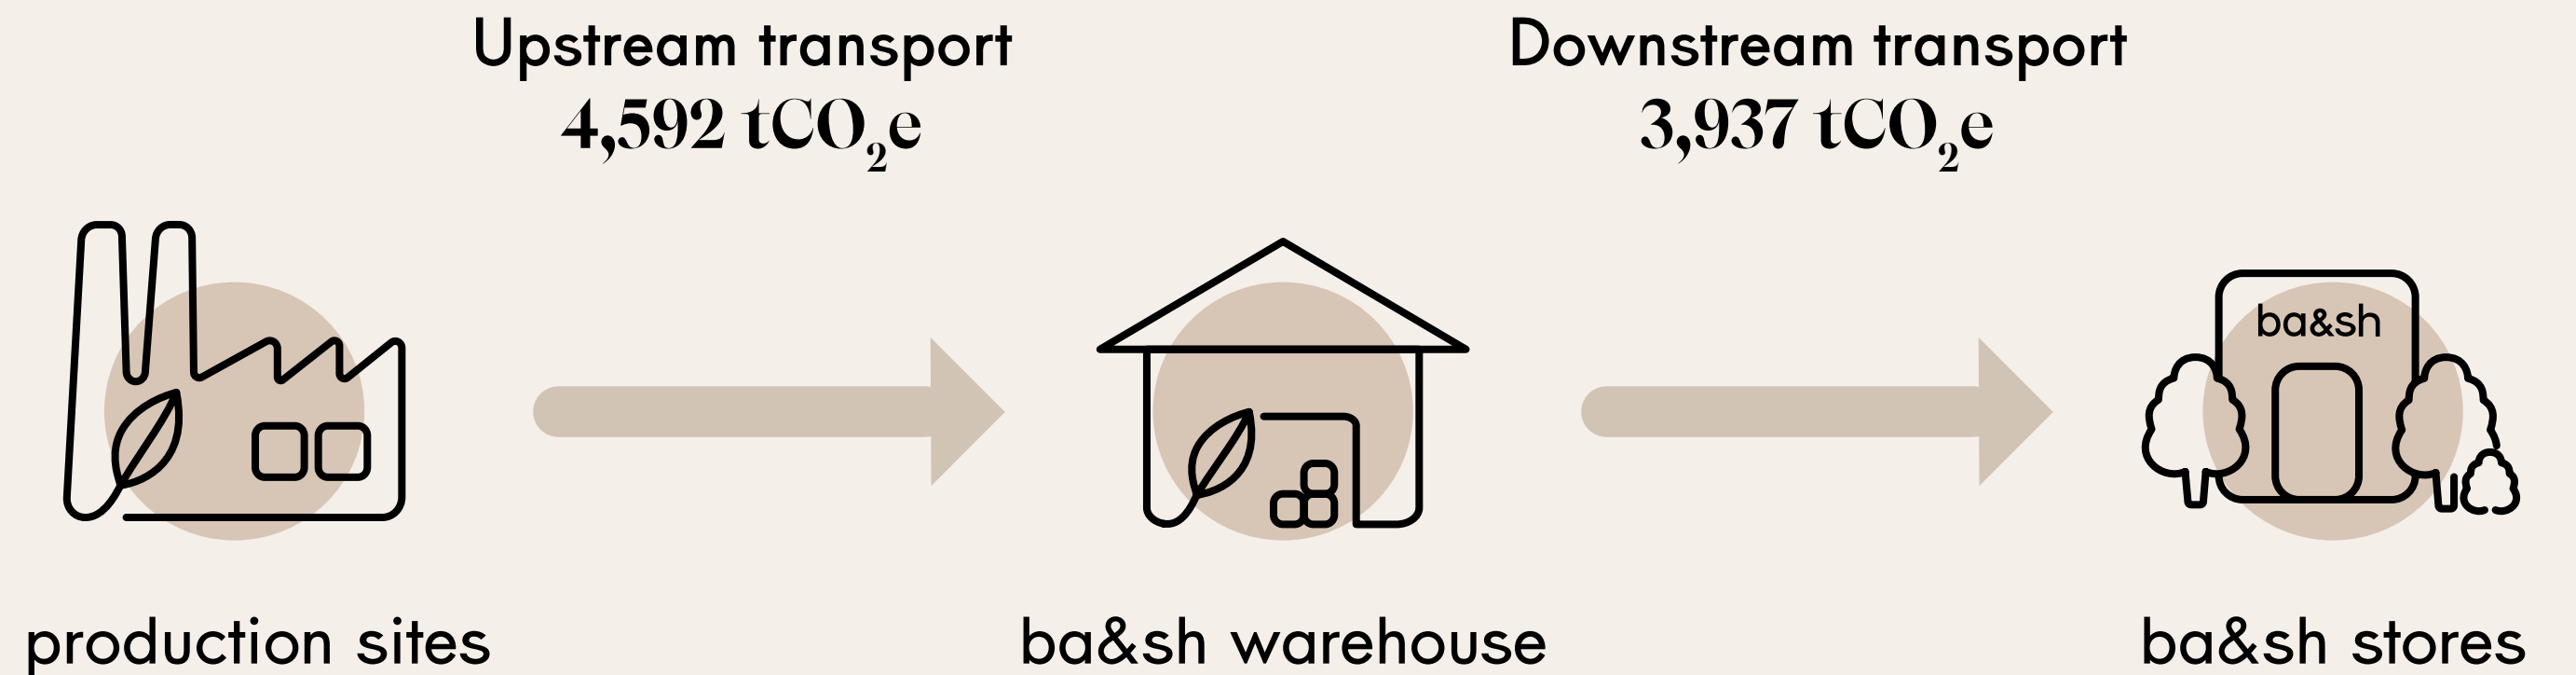 Upstream transport
4,592 tCO₂e
Downstream transport
3,937 tCO₂e
ba&sh
production sites
ba&sh warehouse
ba&sh stores